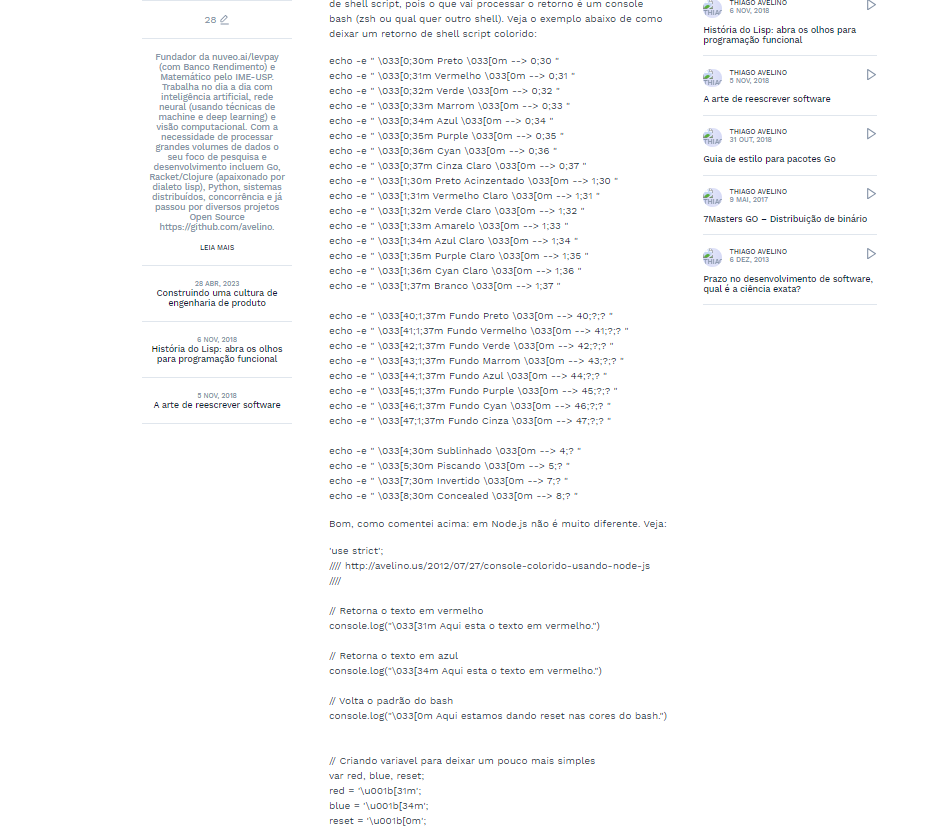 28
Fundador da nuveo.ai/levpay
(com Banco Rendimento) e
Matemático pelo IME-USP.
Trabalha no dia a dia com
inteligência artificial, rede
neural (usando técnicas de
machine e deep learning) e
visão computacional. Com a
necessidade de processar
grandes volumes de dados o
seu foco de pesquisa e
desenvolvimento incluem Go,
Racket/Clojure (apaixonado por
dialeto lisp), Python, sistemas
distribuídos, concorrência e já
passou por diversos projetos
Open Source
https://github.com/avelino.
LEIA MAIS
28 ABR, 2023
Construindo uma cultura de
engenharia de produto
6 NOV, 2018
História do Lisp: abra os olhos
para programação funcional
5 NOV, 2018
A arte de reescrever software
de shell script, pois o que vai processar o retorno é um console
bash (zsh ou qual quer outro shell). Veja o exemplo abaixo de como
deixar um retorno de shell script colorido:
echo -e " \033[0;30m Preto \033[0m --> 0;30 "
echo -e " \033[0;31m Vermelho \033[0m --> 0;31 "
echo -e " \033[0;32m Verde \033[0m --> 0;32 "
echo -e " \033[0;33m Marrom \033[0m --> 0;33 "
echo -e " \033[0;34m Azul \033[0m --> 0;34 "
echo -e " \033[0;35m Purple \033[0m --> 0;35 "
echo -e " \033[0;36m Cyan \033[0m --> 0;36 "
echo -e " \033[0;37m Cinza Claro \033[0m --> 0;37 "
echo -e " \033[1;30m Preto Acinzentado \033[0m --> 1;30 "
echo -e " \033[1;31m Vermelho Claro \033[0m --> 1;31 "
echo -e " \033[1;32m Verde Claro \033[0m --> 1;32 "
echo -e " \033[1;33m Amarelo \033[0m --> 1;33 "
echo -e " \033[1;34m Azul Claro \033[0m --> 1;34 "
echo -e " \033[1;35m Purple Claro \033[0m --> 1;35 "
echo -e " \033[1;36m Cyan Claro \033[0m --> 1;36 "
echo -e " \033[1;37m Branco \033[0m --> 1;37 "
echo -e " \033[40;1;37m Fundo Preto \033[0m --> 40;?;? "
echo -e " \033[41;1;37m Fundo Vermelho \033[0m --> 41;?;? "
echo -e " \033[42;1;37m Fundo Verde \033[0m --> 42;?;? "
echo -e " \033[43;1;37m Fundo Marrom \033[0m --> 43;?;? "
echo -e " \033[44;1;37m Fundo Azul \033[0m --> 44;?;? "
echo -e " \033[45;1;37m Fundo Purple \033[0m --> 45;?;? "
echo -e " \033[46;1;37m Fundo Cyan \033[0m --> 46;?;? "
echo -e " \033[47;1;37m Fundo Cinza \033[0m --> 47;?;? "
echo -e " \033[4;30m Sublinhado \033[0m --> 4;? "
echo -e " \033[5;30m Piscando \033[0m --> 5;? "
echo -e " \033[7;30m Invertido \033[0m --> 7;? "
echo -e " \033[8;30m Concealed \033[0m --> 8;? "
Bom, como comentei acima: em Node.js não é muito diferente. Veja:
'use strict';
//// http://avelino.us/2012/07/27/console-colorido-usando-node-js
////
// Retorna o texto em vermelho
console.log("\033[31m Aqui esta o texto em vermelho.")
// Retorna o texto em azul
console.log("\033[34m Aqui esta o texto em vermelho.")
// Volta o padrão do bash
console.log("\033[0m Aqui estamos dando reset nas cores do bash.")
// Criando variavel para deixar um pouco mais simples
var red, blue, reset;
red = '\u001b[31m';
blue = '\u001b[34m';
reset = '\u001b[0m';
THIAGO AVELINO
6 NOV, 2018
História do Lisp: abra os olhos para
programação funcional
THIAGO AVELINO
5 NOV, 2018
A arte de reescrever software
THIAGO AVELINO
31 OUT, 2018
Guia de estilo para pacotes Go
THIAGO AVELINO
9 MAI, 2017
7Masters GO – Distribuição de binário
THIAGO AVELINO
6 DEZ, 2013
Prazo no desenvolvimento de software,
qual é a ciência exata?